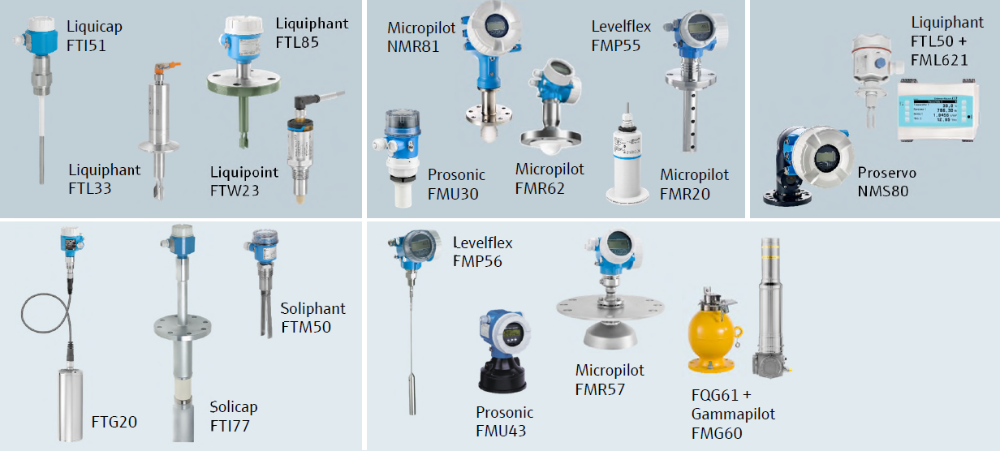 Liquicap
FTI51
Liquiphant
FTL85
Liquiphant
FTL33
Liquipoint
FTW23
Micropilot
NMR81
Levelflex
FMP55
Prosonic
FMU30
Micropilot
FMR62
Micropilot
FMR20
Liquiphant
FTL50 +
FML621
Proservo
NMS80
FTG20
Solicap
FTI77
Soliphant
FTM50
Levelflex
FMP56
Prosonic
FMU43
Micropilot
FMR57
FQG61 +
Gammapilot
FMG60